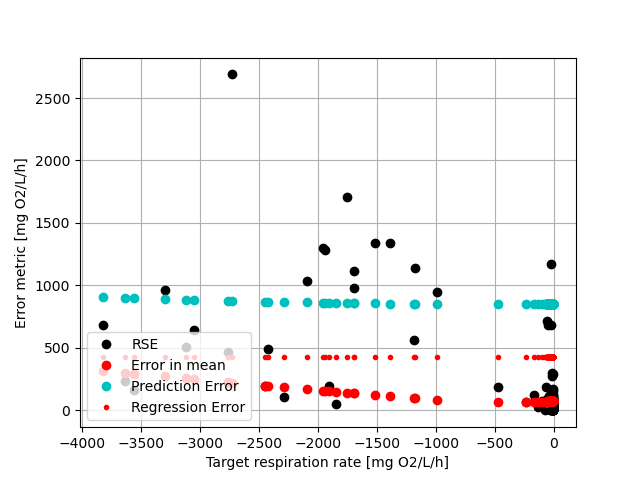 2500
2000
1500
1000
500
0
Error metric [mg O2/L/h]
RSE
Error in mean
Prediction Error
Regression Error
−4000 −3500 −3000 −2500 −2000 −1500 −1000 −500 0
Target respiration rate [mg O2/L/h]